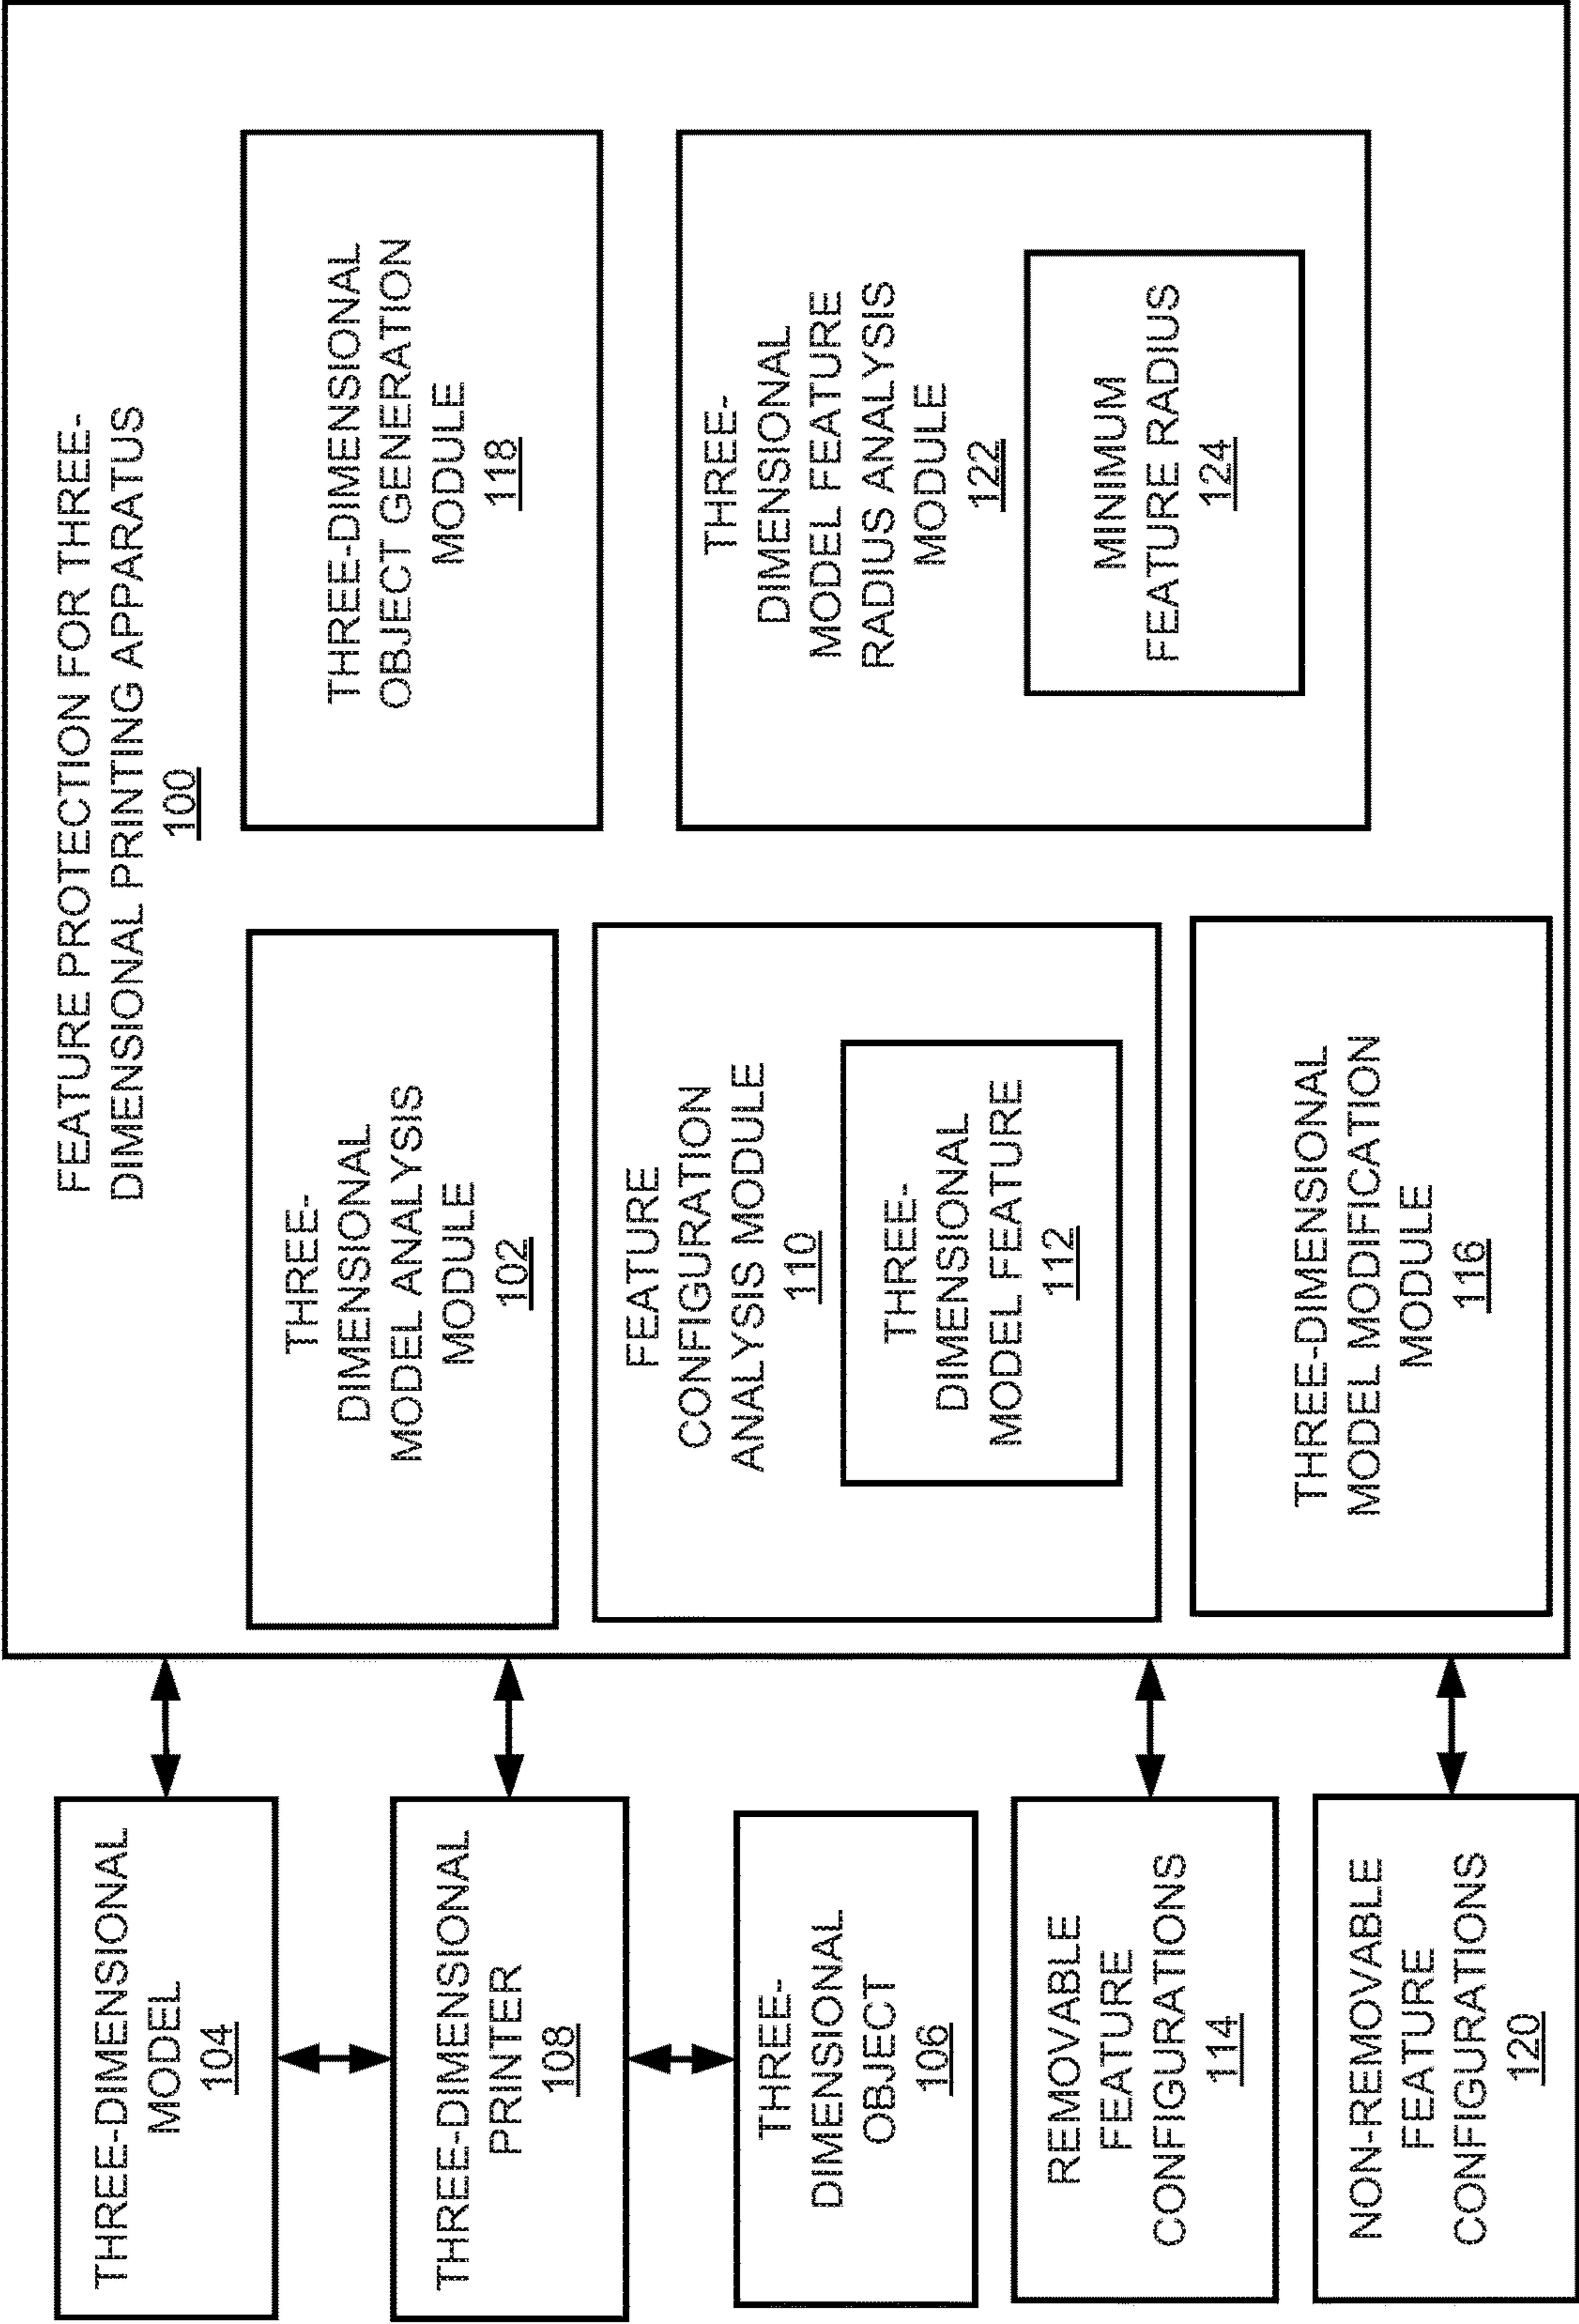 FEATURE PROTECTION FOR THREE-
DIMENSIONAL PRINTING APPARATUS
100
THREE-DIMENSIONAL
MODEL
104
THREE-DIMENSIONAL
PRINTER
108
THREE-
DIMENSIONAL
OBJECT
106
REMOVABLE
FEATURE
CONFIGURATIONS
114
NON-REMOVABLE
FEATURE
CONFIGURATIONS
120
THREE-
DIMENSIONAL
MODEL ANALYSIS
MODULE
102
FEATURE
CONFIGURATION
ANALYSIS MODULE
110
THREE-
DIMENSIONAL
MODEL FEATURE
112
THREE-DIMENSIONAL
MODEL MODIFICATION
MODULE
116
THREE-DIMENSIONAL
OBJECT GENERATION
MODULE
118
THREE-
DIMENSIONAL
MODEL FEATURE
RADIUS ANALYSIS
MODULE
122
MINIMUM
FEATURE RADIUS
124